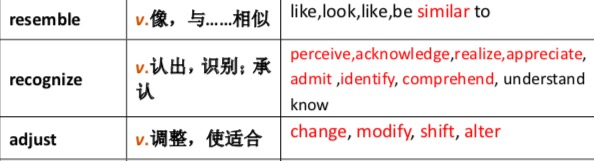 resemble v.像，与……相似 like,look,like,be similar to
recognize v.认出，识别；承认 perceive,acknowledge,realize,appreciate,
admit ,identify, comprehend, understand
know
adjust v.调整，使适合 change, modify, shift, alter